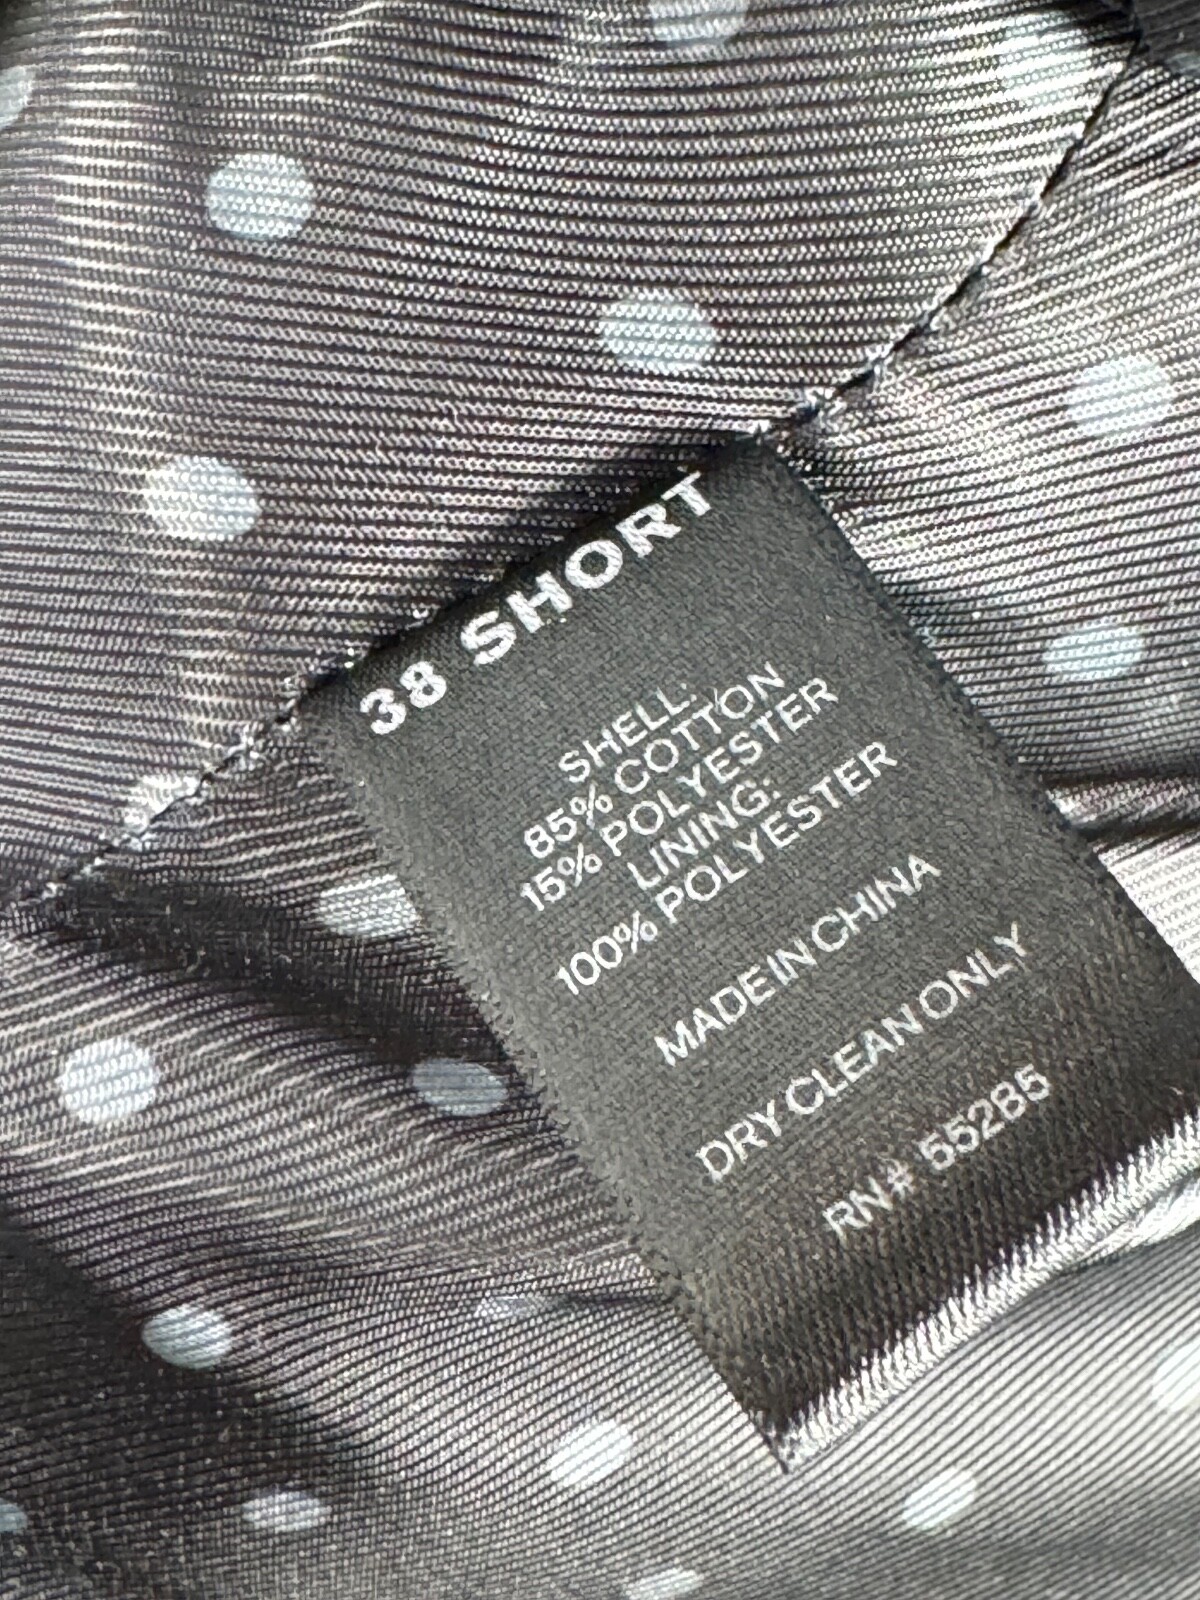 38 SHORT
SHELL:
85% COTTON
15% POLYESTER
LINING:
100% POLYESTER
MADE IN CHINA
DRY CLEAN ONLY
RN# 55285